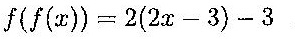 f(f(x)) = 2(2x − 3) − 3